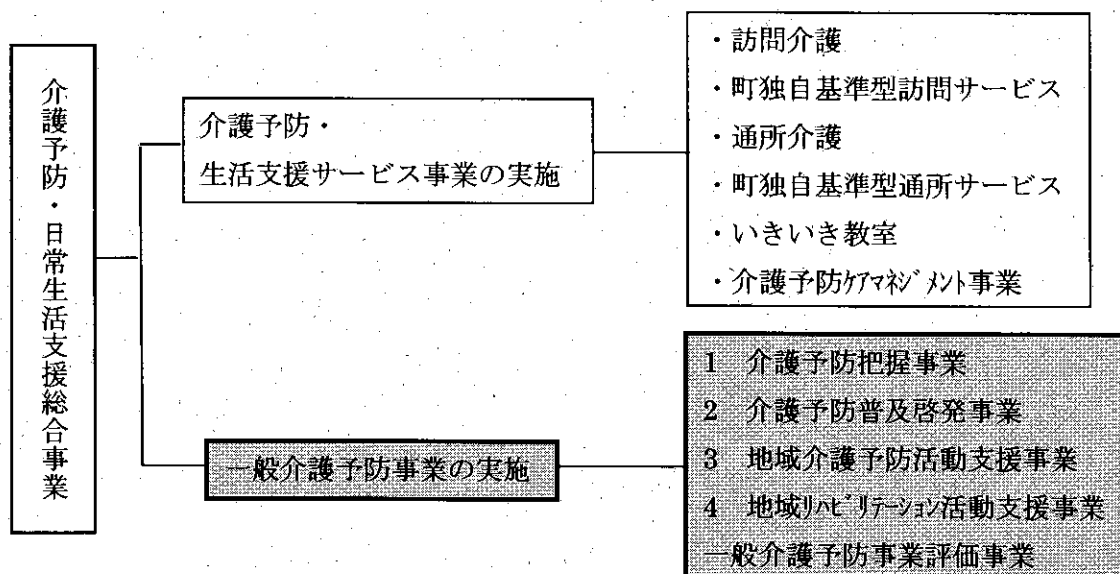 介護予防・日常生活支援総合事業
介護予防・
生活支援サービス事業の実施
・訪問介護
・町独自基準型訪問サービス
・通所介護
・町独自基準型通所サービス
・いきいき教室
・介護予防ｹｱﾏﾈｼﾞﾒﾝﾄ事業
一般介護予防事業の実施
1 介護予防把握事業
2 介護予防普及啓発事業
3 地域介護予防活動支援事業
4 地域ﾘﾊﾋﾞﾘﾃｰｼｮﾝ活動支援事業
一般介護予防事業評価事業